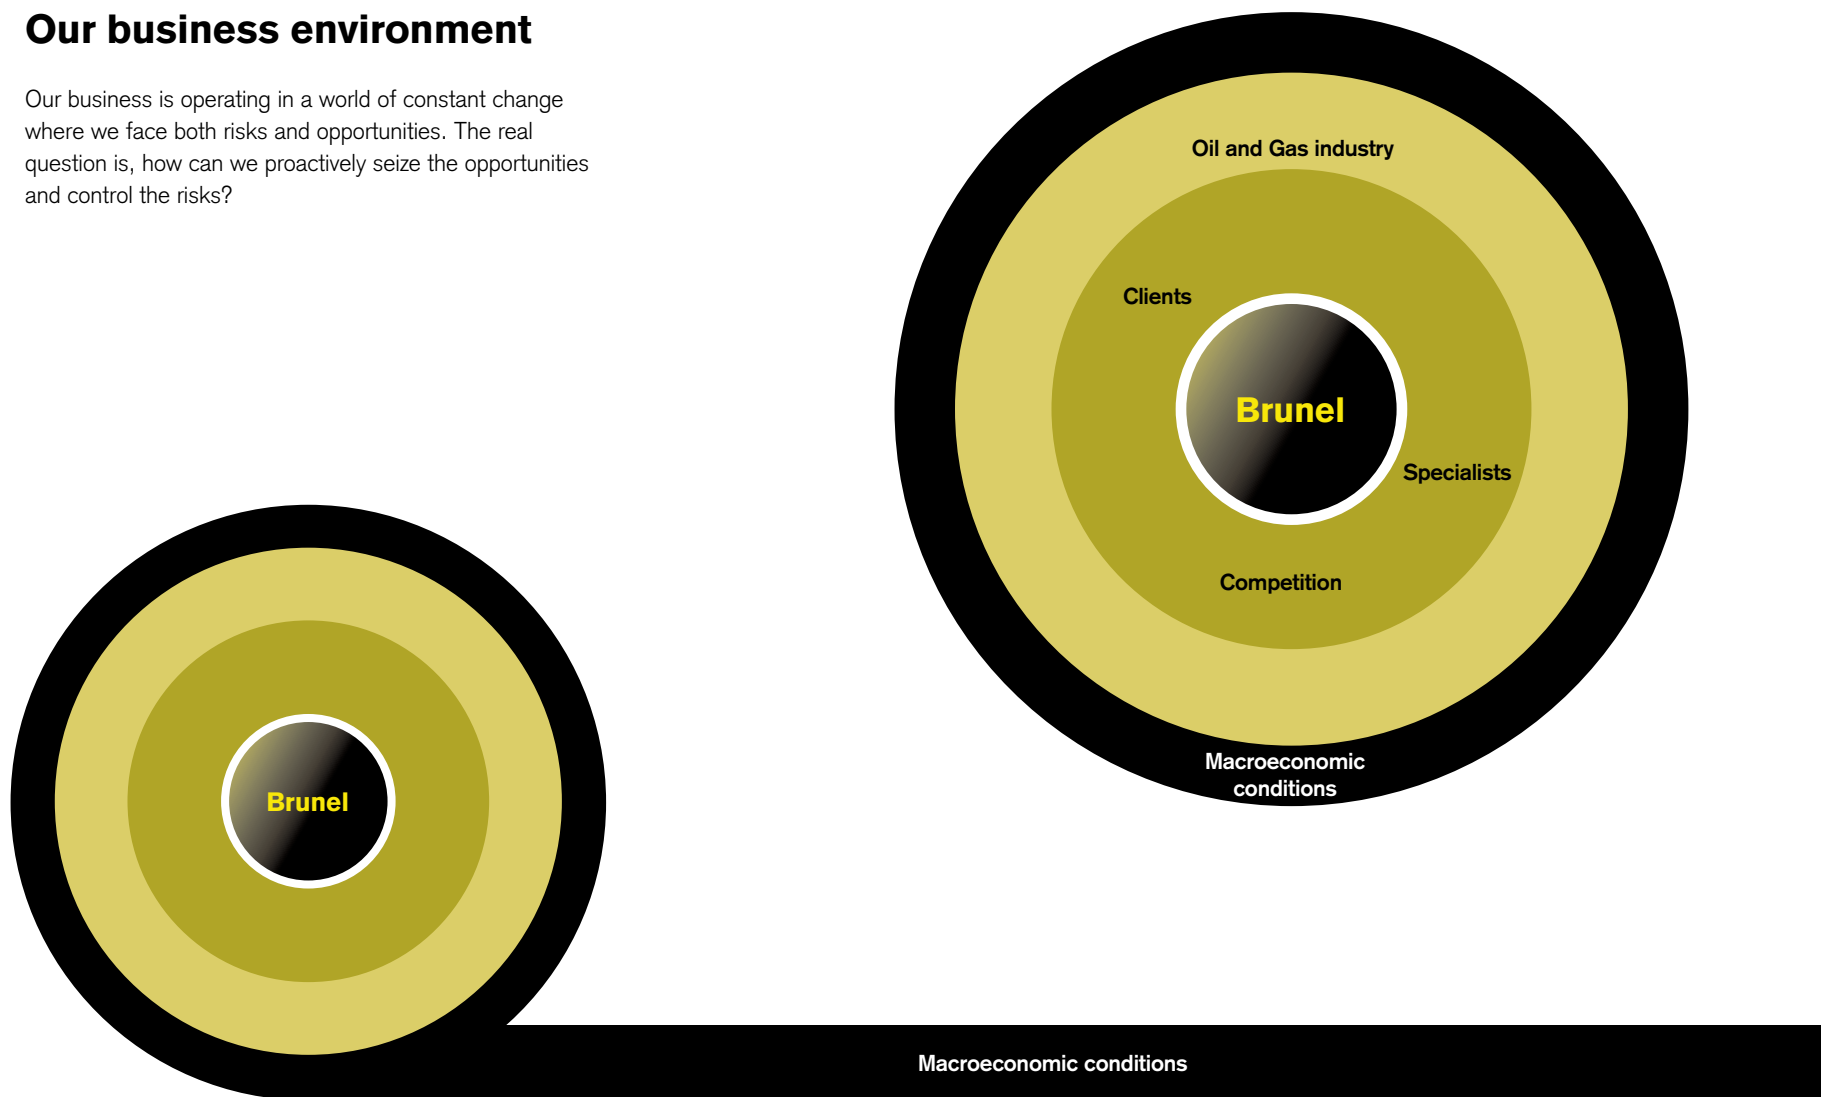 Our business environment
Our business is operating in a world of constant change
where we face both risks and opportunities. The real
question is, how can we proactively seize the opportunities
and control the risks?
Oil and Gas industry
Clients
Brunel
Specialists
Competition
Macroeconomic
conditions
Brunel
Macroeconomic conditions